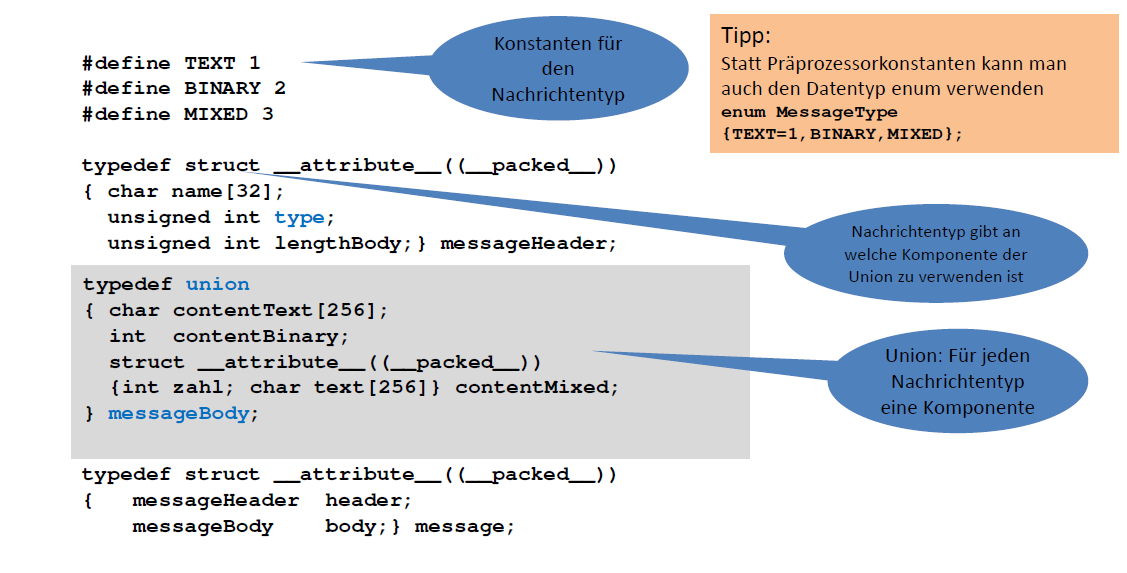 #define TEXT 1
#define BINARY 2
#define MIXED 3
Konstanten für
den
Nachrichtentyp
Tipp:
Statt Präprozessorkonstanten kann man
auch den Datentyp enum verwenden
enum MessageType
{TEXT=1,BINARY,MIXED};
typedef struct __attribute__((__packed__))
{ char name[32];
unsigned int type;
unsigned int lengthBody;} messageHeader;
Nachrichtentyp gibt an
welche Komponente der
Union zu verwenden ist
typedef union
{ char contentText[256];
int contentBinary;
struct __attribute__((__packed__))
{int zahl; char text[256]} contentMixed;
} messageBody;
Union: Für jeden
Nachrichtentyp
eine Komponente
typedef struct __attribute__((__packed__))
{ messageHeader header;
messageBody body;} message;